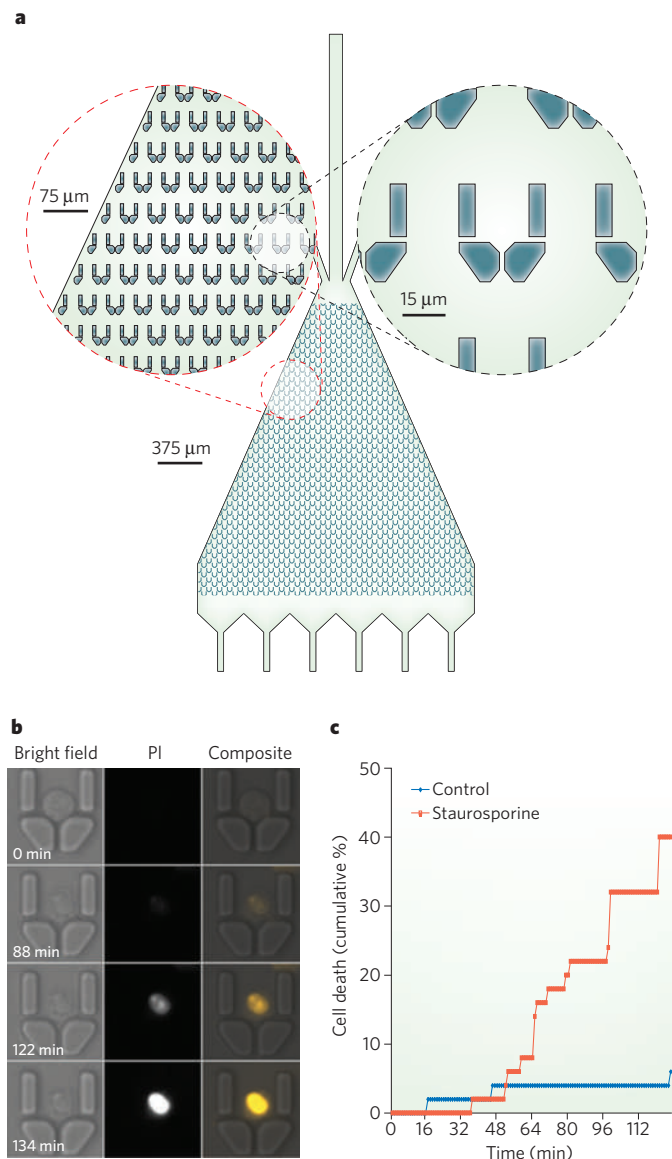 a
75 µm
15 µm
375 µm
b
Bright field PI Composite
0 min
88 min
122 min
134 min
c
50
40
30
20
10
0
Cell death (cumulative %)
Control
Staurosporine
0 16 32 48 64 80 96 112
Time (min)